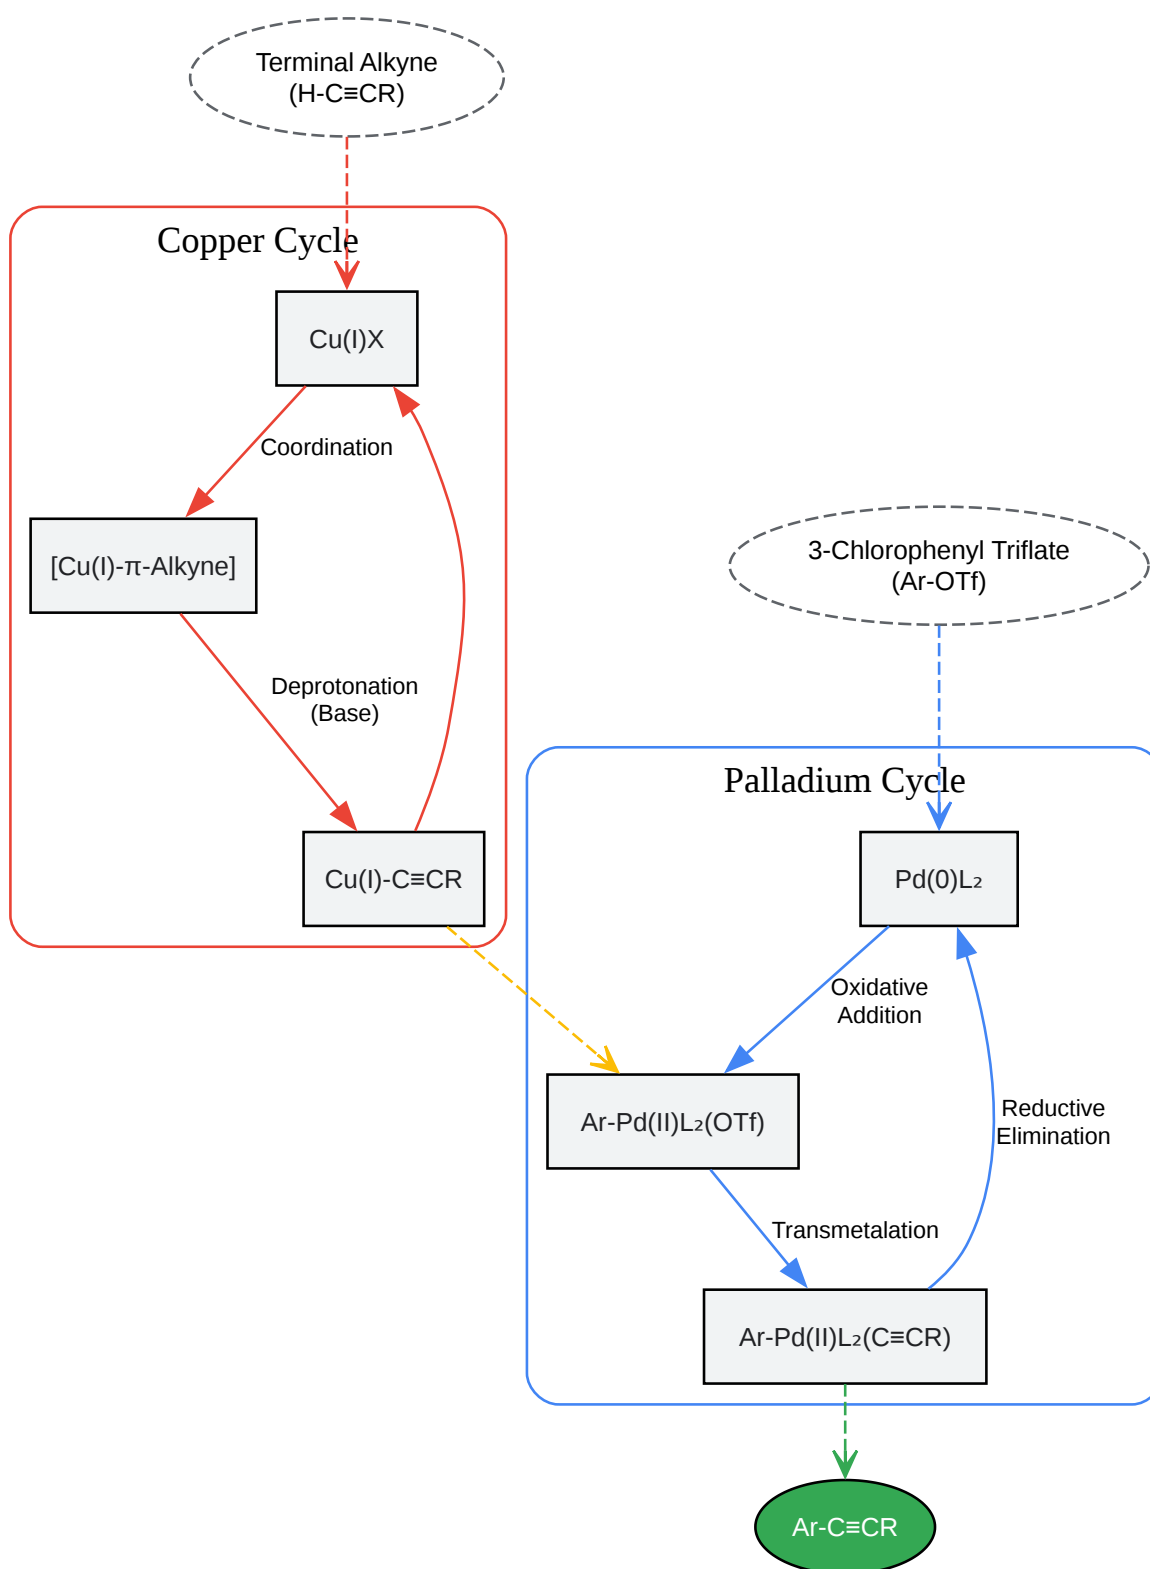 Terminal Alkyne
(H-C≡CR)
Copper Cycle
Cu(I)X
Coordination
[Cu(I)-π-Alkyne]
Deprotonation
(Base)
Cu(I)-C≡CR
3-Chlorophenyl Triflate
(Ar-OTf)
Palladium Cycle
Pd(0)L₂
Oxidative
Addition
Ar-Pd(II)L₂(OTf)
Reductive
Elimination
Transmetalation
Ar-Pd(II)L₂(C≡CR)
Ar-C≡CR